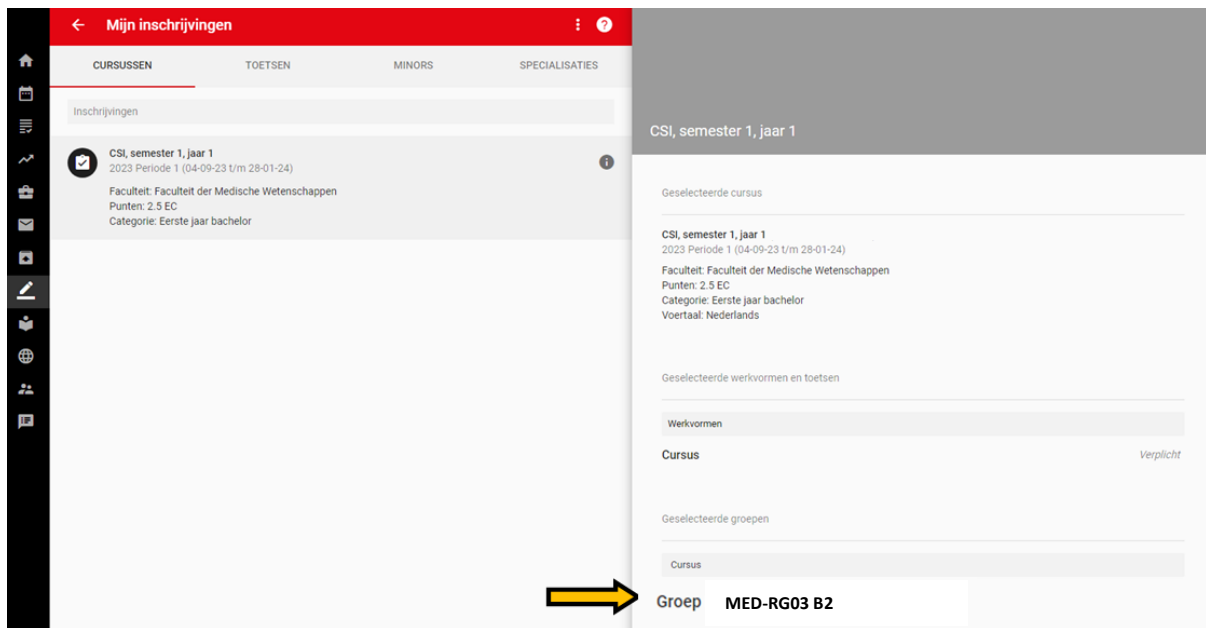 Mijn inschrijvingen
CURSUSSEN
TOETSEN
MINORS
SPECIALISATIES
Inschrijvingen
CSI, semester 1, jaar 1
2023 Periode 1 (04-09-23 t/m 28-01-24)
Faculteit: Faculteit der Medische Wetenschappen
Punten: 2.5 EC
Categorie: Eerste jaar bachelor
CSI, semester 1, jaar 1
Geselecteerde cursus
CSI, semester 1, jaar 1
2023 Periode 1 (04-09-23 t/m 28-01-24)
Faculteit: Faculteit der Medische Wetenschappen
Punten: 2.5 EC
Categorie: Eerste jaar bachelor
Voertaal: Nederlands
Geselecteerde werkvormen en toetsen
Werkvormen
Cursus Verplicht
Geselecteerde groepen
Cursus
Groep MED-RG03 B2